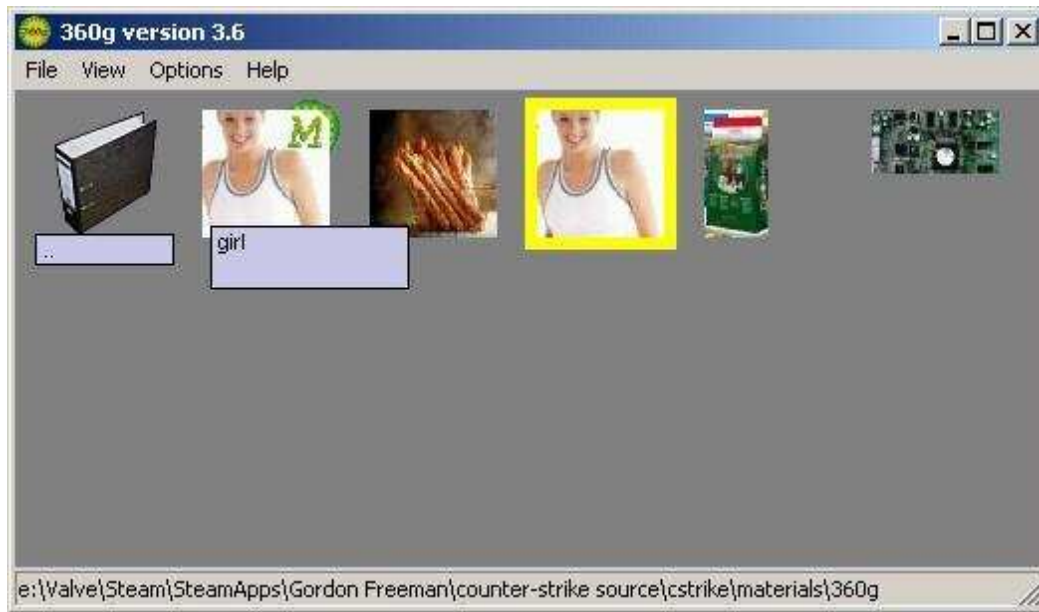 360g version 3.6
File View Options Help
M
..
girl
e:\Valve\Steam\SteamApps\Gordon Freeman\counter-strike source\cstrike\materials\360g